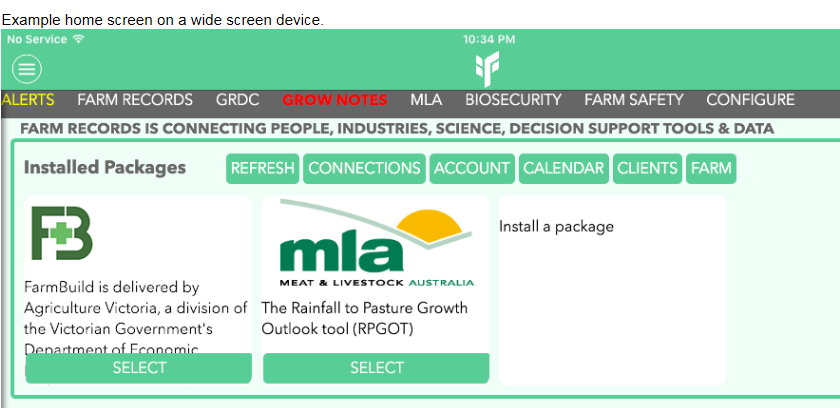 Example home screen on a wide screen device.
No Service 10:34 PM
ALERTS FARM RECORDS GRDC GROW NOTES MLA BIOSECURITY FARM SAFETY CONFIGURE
FARM RECORDS IS CONNECTING PEOPLE, INDUSTRIES, SCIENCE, DECISION SUPPORT TOOLS & DATA
Installed Packages REFRESH CONNECTIONS ACCOUNT CALENDAR CLIENTS FARM
FB
FarmBuild is delivered by
Agriculture Victoria, a division of
the Victorian Government's
Department of Economic
SELECT
mla
MEAT & LIVESTOCK AUSTRALIA
The Rainfall to Pasture Growth
Outlook tool (RPGOT)
SELECT
Install a package